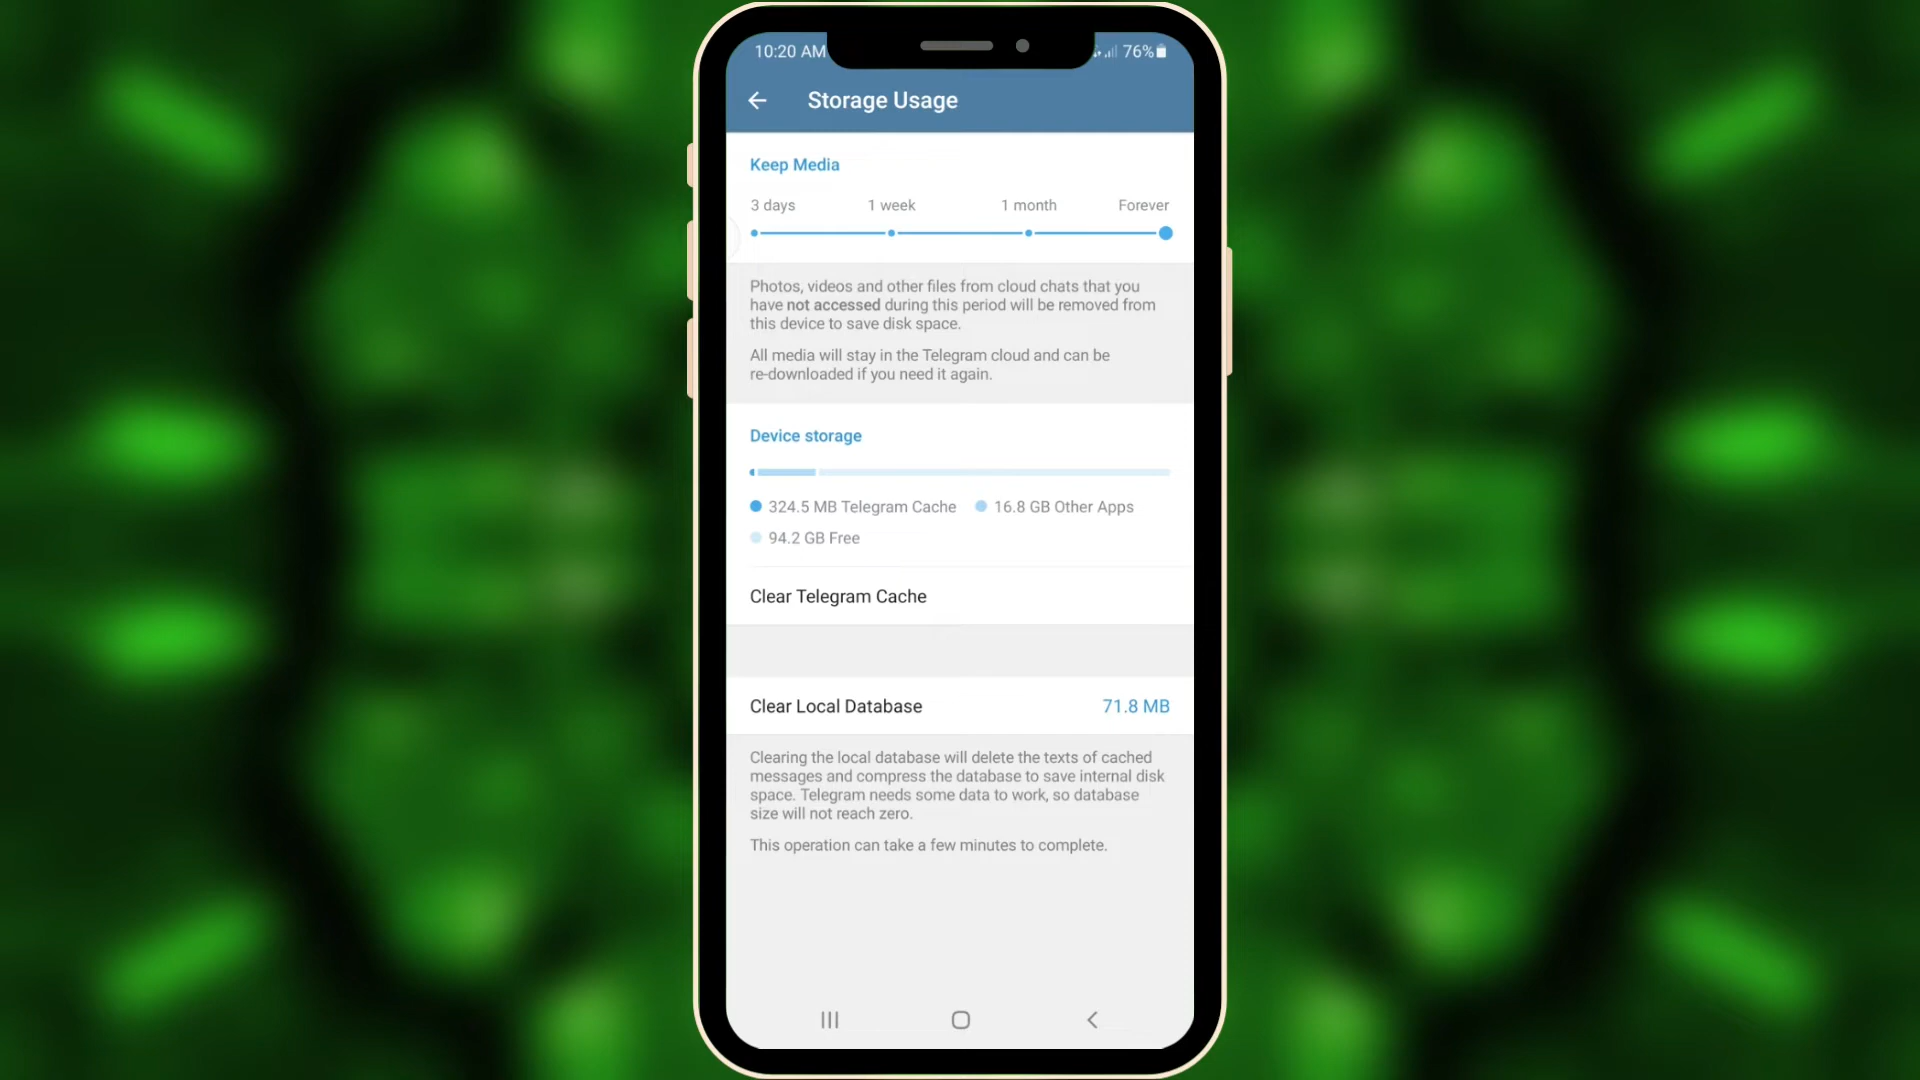 10:20 AM 76%
Storage Usage
Keep Media
3 days 1 week 1 month Forever
Photos, videos and other files from cloud chats that you
have not accessed during this period will be removed from
this device to save disk space.
All media will stay in the Telegram cloud and can be
re-downloaded if you need it again.
Device storage
324.5 MB Telegram Cache 16.8 GB Other Apps
94.2 GB Free
Clear Telegram Cache
Clear Local Database 71.8 MB
Clearing the local database will delete the texts of cached
messages and compress the database to save internal disk
space. Telegram needs some data to work, so database
size will not reach zero.
This operation can take a few minutes to complete.